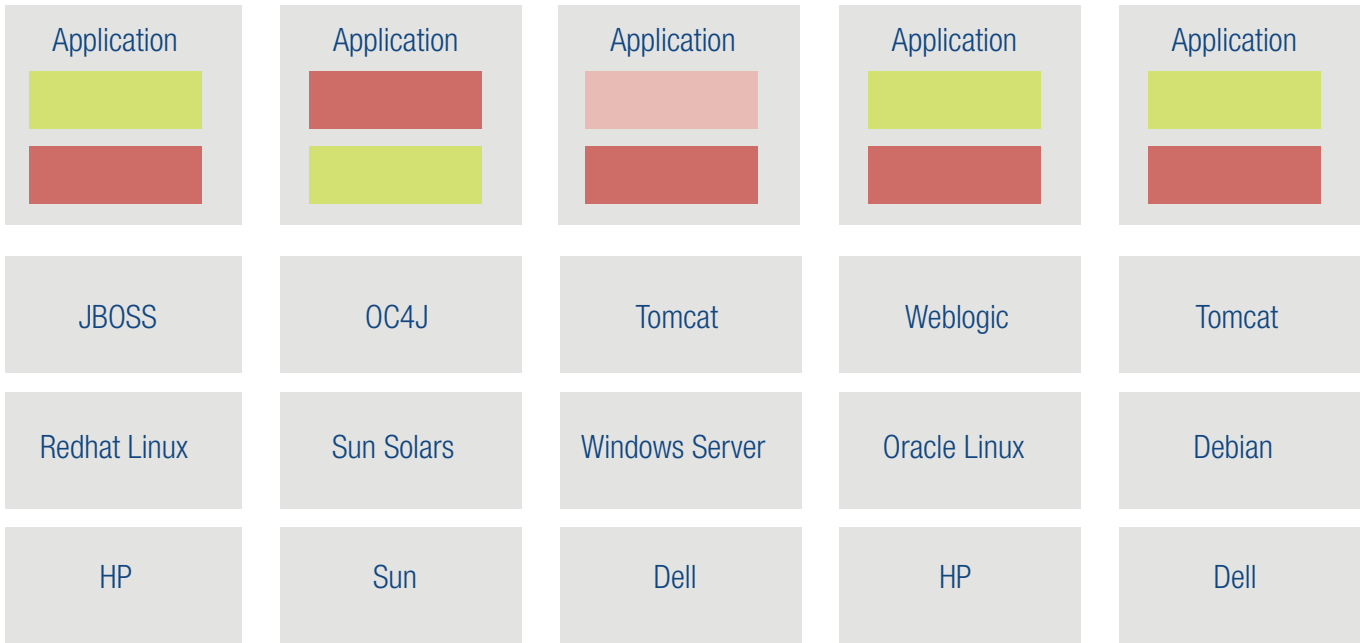 Application Application Application Application Application
JBOSS OC4J Tomcat Weblogic Tomcat
Redhat Linux Sun Solars Windows Server Oracle Linux Debian
HP Sun Dell HP Dell